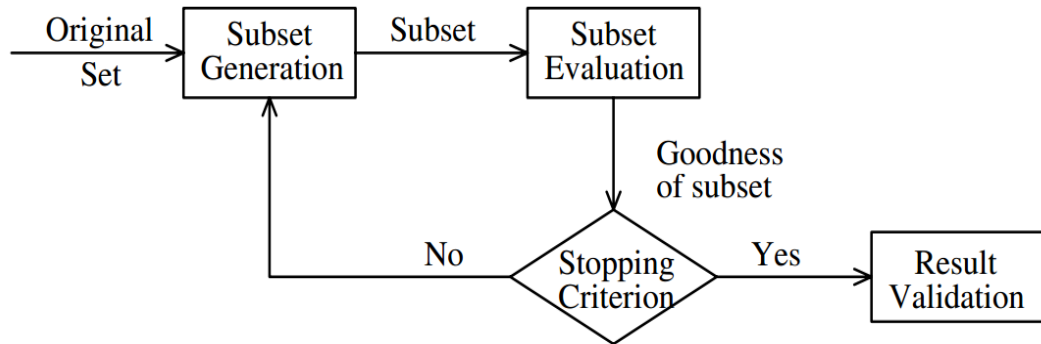 Original
Set
Subset
Generation
Subset
Subset
Evaluation
Goodness
of subset
No
Stopping
Criterion
Yes
Result
Validation